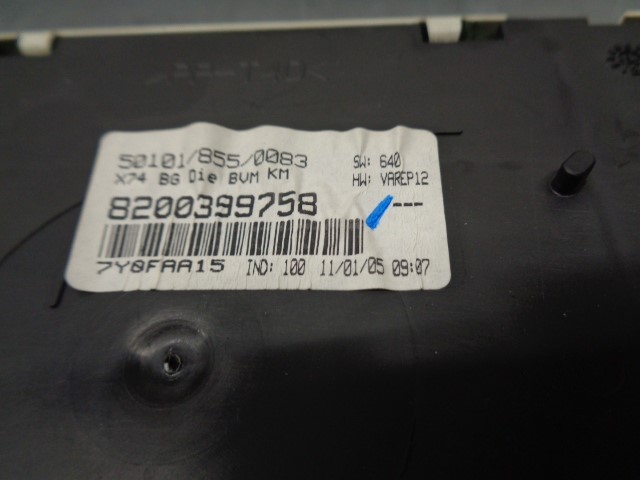 50101/855/0083 SW: 640
X74 BG Die BVM KM HW: VAREP12
8200399758 ---
7Y0FAA15 IND: 100 11/01/05 09:07